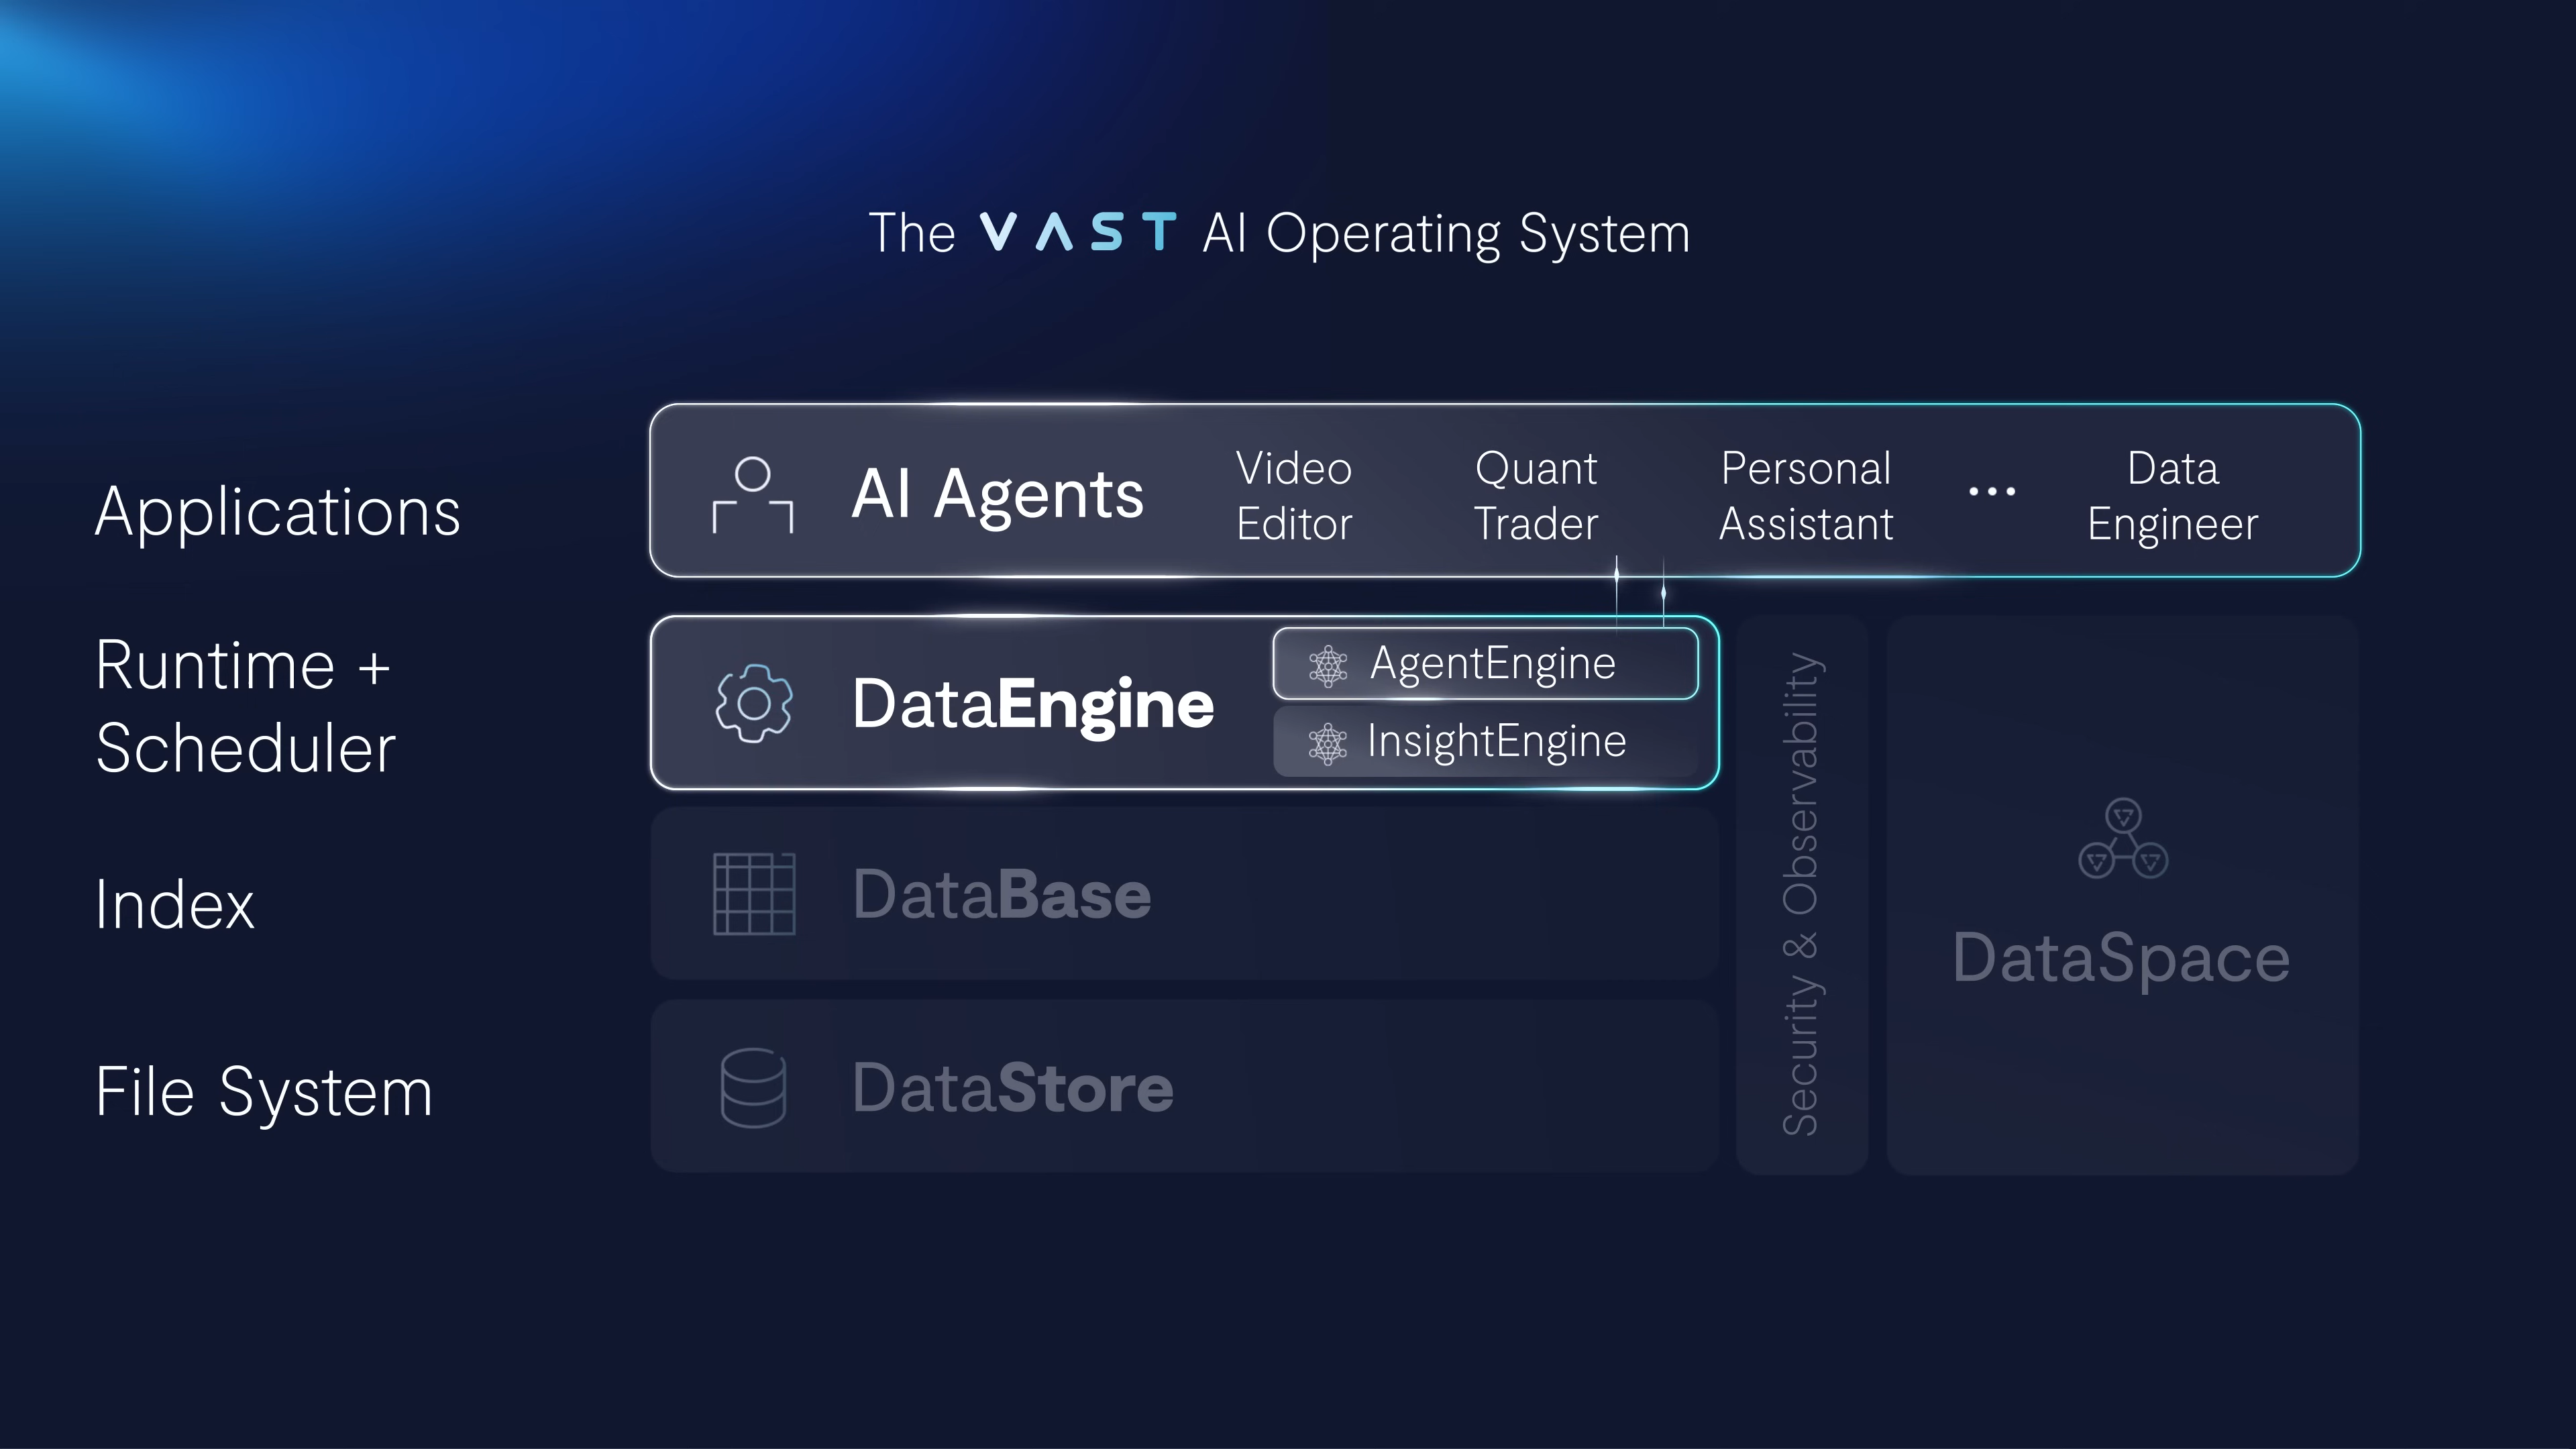 The VAST AI Operating System
Applications
AI Agents
Video
Editor
Quant
Trader
Personal
Assistant
...
Data
Engineer
Runtime +
Scheduler
DataEngine
AgentEngine
InsightEngine
Index
DataBase
File System
DataStore
Security & Observability
DataSpace